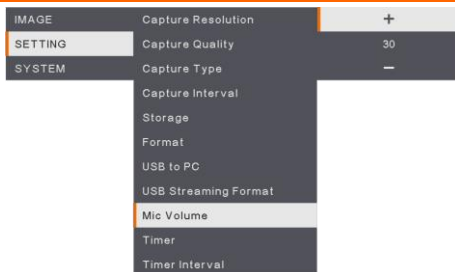 IMAGE
SETTING
SYSTEM
Capture Resolution
Capture Quality
Capture Type
Capture Interval
Storage
Format
USB to PC
USB Streaming Format
Mic Volume
Timer
Timer Interval
+
30
−